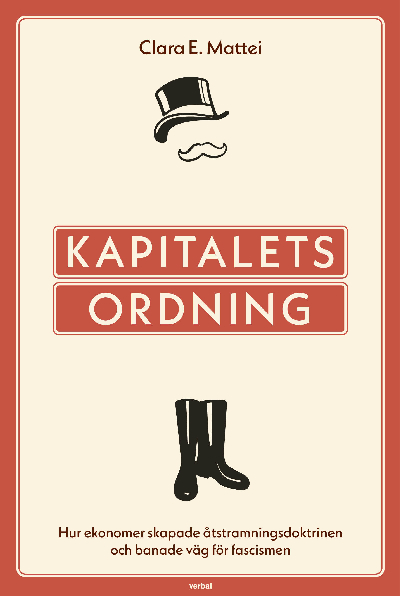 Clara E. Mattei
KAPITALETS
ORDNING
Hur ekonomer skapade åtstramningsdoktrinen
och banade väg för fascismen
verbal